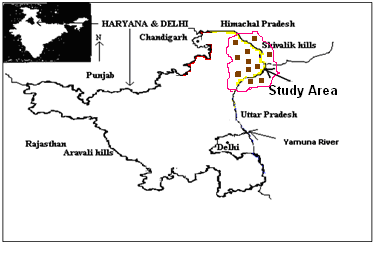 HARYANA & DELHI
Himachal Pradesh
Chandigarh
N
Shivalik hills
Punjab
Study Area
Uttar Pradesh
Rajasthan
Aravali hills
Delhi
Yamuna River